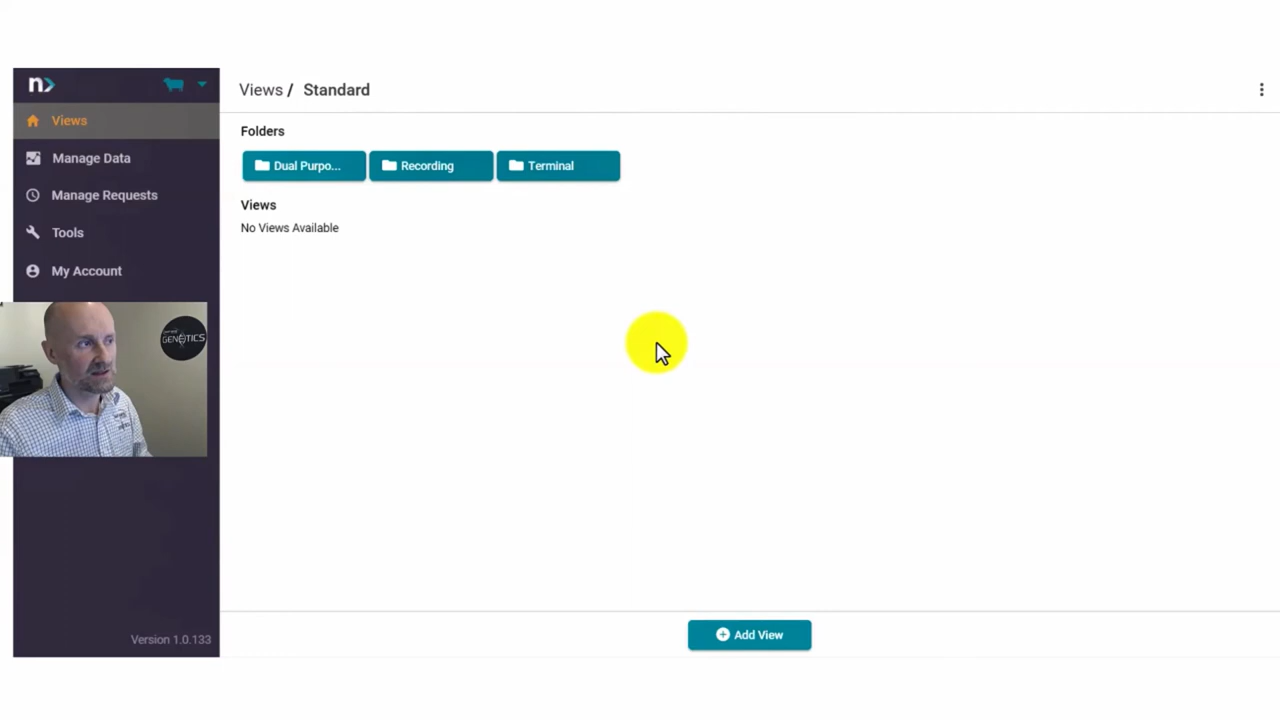 n>
Views / Standard
Views
Manage Data
Manage Requests
Tools
My Account
GENETICS
Version 1.0.133
Folders
Dual Purpo...
Recording
Terminal
Views
No Views Available
Add View